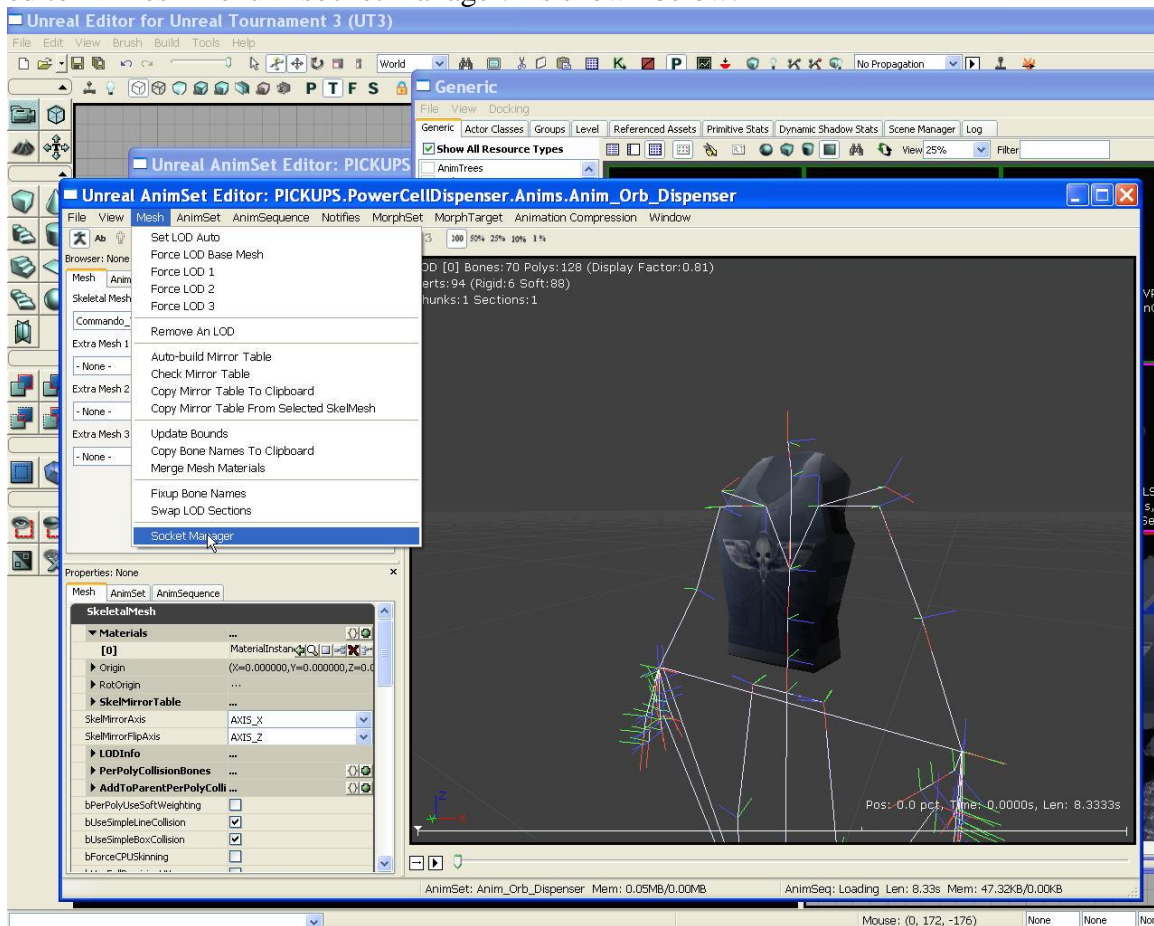 Unreal Editor for Unreal Tournament 3 (UT3)
File Edit View Brush Build Tools Help
World
No Propagation
P T F S
Generic
File View Docking
Generic Actor Classes Groups Level Referenced Assets Primitive Stats Dynamic Shadow Stats Scene Manager Log
Show All Resource Types
View 25%
Filter
AnimTrees
Unreal AnimSet Editor: PICKUPS
Unreal AnimSet Editor: PICKUPS.PowerCellDispenser.Anims.Anim_Orb_Dispenser
File View Mesh AnimSet AnimSequence Notifies MorphSet MorphTarget Animation Compression Window
Ab
100 50% 25% 10% 1%
Browser: None
Mesh Anim
Skeletal Mesh
Commando_
Extra Mesh 1
- None -
Extra Mesh 2
- None -
Extra Mesh 3
- None -
Set LOD Auto
Force LOD Base Mesh
Force LOD 1
Force LOD 2
Force LOD 3
Remove An LOD
Auto-build Mirror Table
Check Mirror Table
Copy Mirror Table To Clipboard
Copy Mirror Table From Selected SkelMesh
Update Bounds
Copy Bone Names To Clipboard
Merge Mesh Materials
Fixup Bone Names
Swap LOD Sections
Socket Manager
OD [0] Bones:70 Polys:128 (Display Factor:0.81)
erts:94 (Rigid:6 Soft:88)
hunks:1 Sections:1
Properties: None
Mesh AnimSet AnimSequence
SkeletalMesh
Materials ...
[0] MaterialInstan
Origin (X=0.000000,Y=0.000000,Z=0.0
RotOrigin ...
SkelMirrorTable ...
SkelMirrorAxis AXIS_X
SkelMirrorFlipAxis AXIS_Z
LODInfo ...
PerPolyCollisionBones ...
AddToParentPerPolyColli ...
bPerPolyUseSoftWeighting
bUseSimpleLineCollision
bUseSimpleBoxCollision
bForceCPUSkinning
Z
X
Pos: 0.0 pct, Time: 0.0000s, Len: 8.3333s
AnimSet: Anim_Orb_Dispenser Mem: 0.05MB/0.00MB
AnimSeq: Loading Len: 8.33s Mem: 47.32KB/0.00KB
Mouse: (0, 172, -176)
None
None